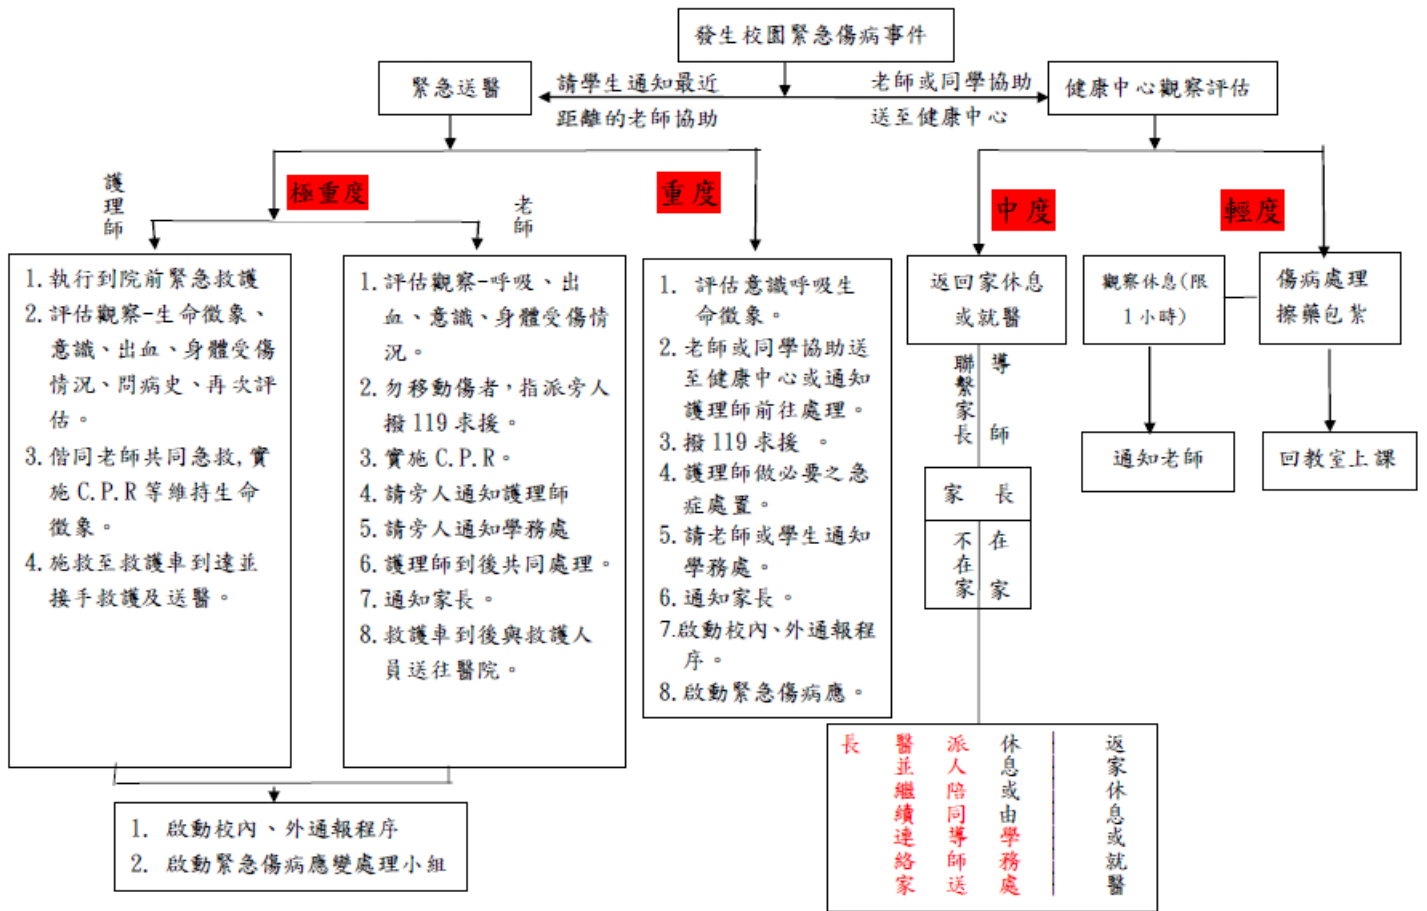 發生校園緊急傷病事件
緊急送醫
請學生通知最近
距離的老師協助
老師或同學協助
送至健康中心
健康中心觀察評估
護理師
極重度
老師
重度
中度
輕度
1. 執行到院前緊急救護
2. 評估觀察-生命徵象、
意識、出血、身體受傷
情況、問病史、再次評
估。
3. 偕同老師共同急救,實
施 C.P.R 等維持生命
徵象。
4. 施救至救護車到達並
接手救護及送醫。
1. 評估觀察-呼吸、出
血、意識、身體受傷情
況。
2. 勿移動傷者,指派旁人
撥 119 求援。
3. 實施 C.P.R。
4. 請旁人通知護理師
5. 請旁人通知學務處
6. 護理師到後共同處理。
7. 通知家長。
8. 救護車到後與救護人
員送往醫院。
1. 評估意識呼吸生
命徵象。
2. 老師或同學協助送
至健康中心或通知
護理師前往處理。
3. 撥 119 求援 。
4. 護理師做必要之急
症處置。
5. 請老師或學生通知
學務處。
6. 通知家長。
7.啟動校內、外通報程
序。
8. 啟動緊急傷病應。
返回家休息
或就醫
觀察休息(限
1 小時)
傷病處理
擦藥包紮
導師
聯繫家長
通知老師
回教室上課
家長
在家
不在家
返家休息或就醫
休息或由學務處
派人陪同導師送
醫並繼續連絡家
長
1. 啟動校內、外通報程序
2. 啟動緊急傷病應變處理小組